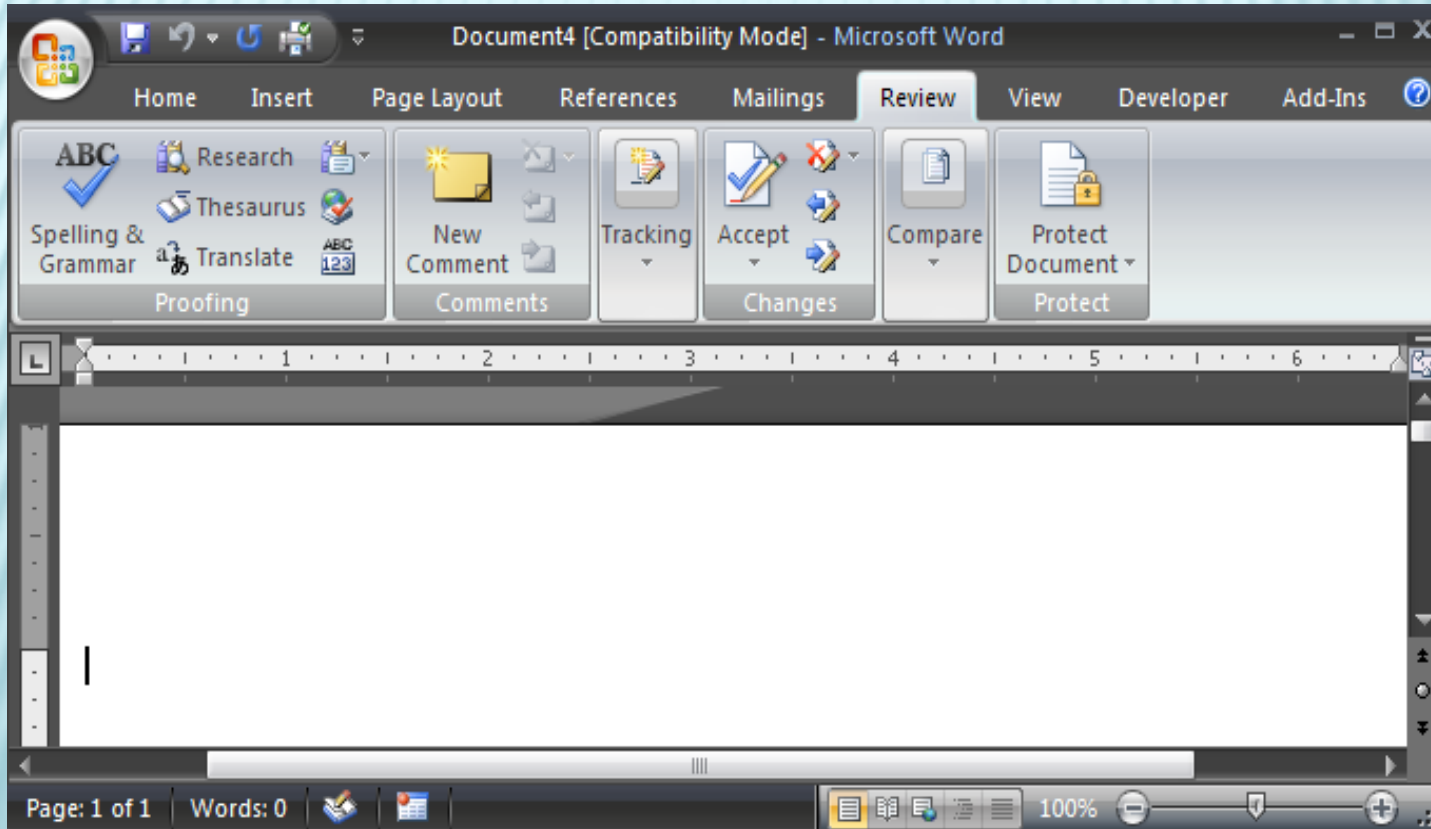 Document4 [Compatibility Mode] - Microsoft Word
Home Insert Page Layout References Mailings Review View Developer Add-Ins
ABC
Spelling &
Grammar
Research
Thesaurus
Translate
ABC
123
Proofing
New
Comment
Comments
Tracking
Accept
Changes
Compare
Protect
Document
Protect
1 2 3 4 5 6
Page: 1 of 1 Words: 0 100%